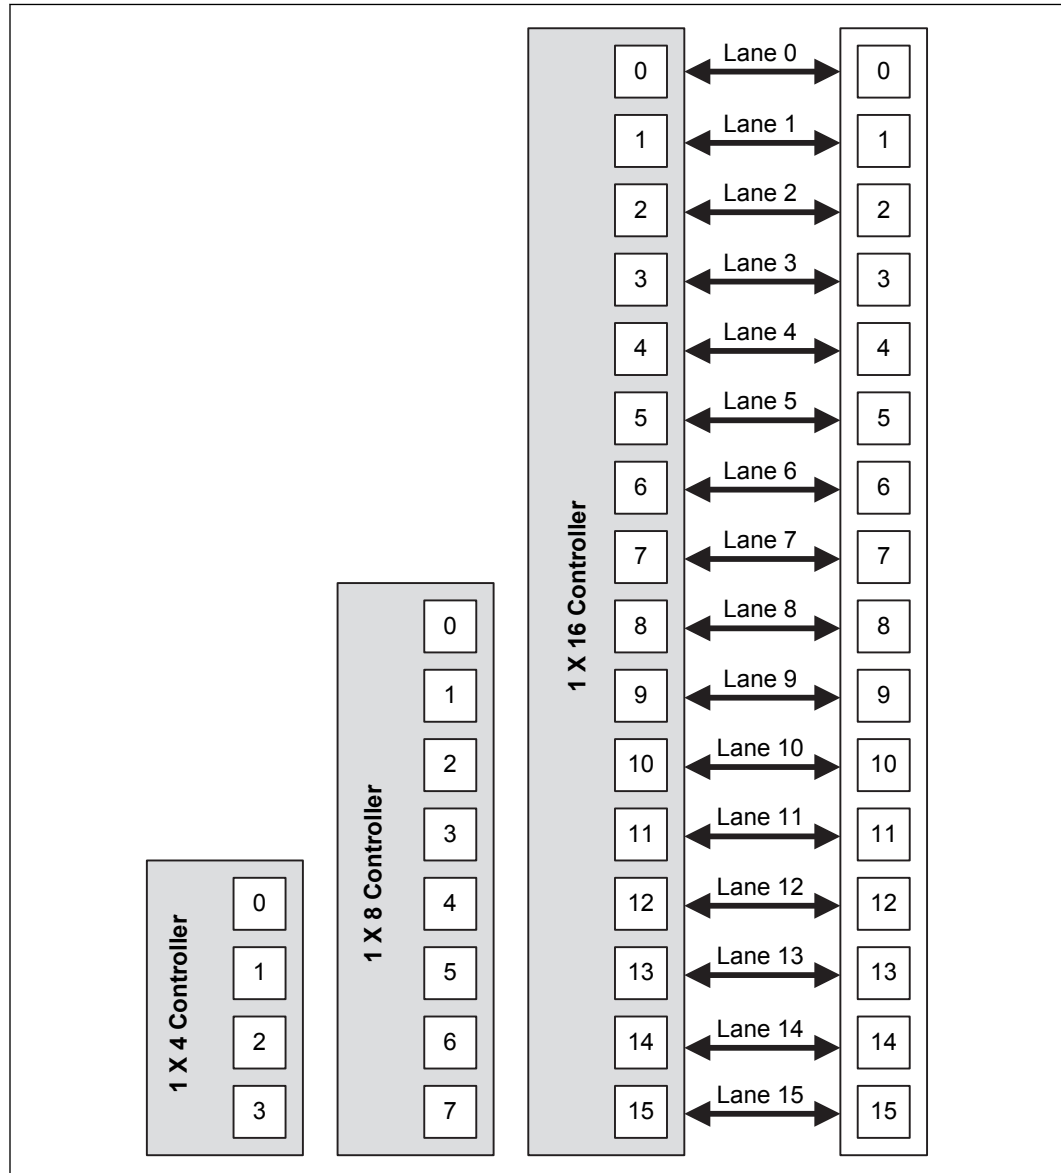 0 Lane 0 0
1 Lane 1 1
2 Lane 2 2
3 Lane 3 3
4 Lane 4 4
5 Lane 5 5
6 Lane 6 6
7 Lane 7 7
8 Lane 8 8
9 Lane 9 9
10 Lane 10 10
11 Lane 11 11
12 Lane 12 12
13 Lane 13 13
14 Lane 14 14
15 Lane 15 15
1 X 16 Controller
0
1
2
3
4
5
6
7
1 X 8 Controller
0
1
2
3
1 X 4 Controller